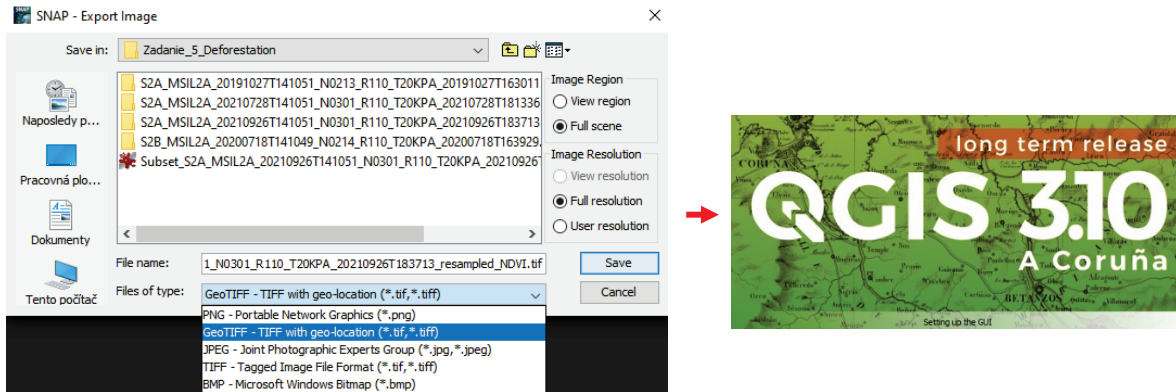 SNAP - Export Image
Save in:
Zadanie_5_Deforestation
Naposledy p...
Pracovná plo...
Dokumenty
Tento počítač
S2A_MSIL2A_20191027T141051_N0213_R110_T20KPA_20191027T163011
S2A_MSIL2A_20210728T141051_N0301_R110_T20KPA_20210728T181336
S2A_MSIL2A_20210926T141051_N0301_R110_T20KPA_20210926T183713
S2B_MSIL2A_20200718T141049_N0214_R110_T20KPA_20200718T163929.
Subset_S2A_MSIL2A_20210926T141051_N0301_R110_T20KPA_20210926T
Image Region
View region
Full scene
Image Resolution
View resolution
Full resolution
User resolution
File name:
1_N0301_R110_T20KPA_20210926T183713_resampled_NDVI.tif
Save
Files of type:
GeoTIFF - TIFF with geo-location (*.tif,*.tiff)
Cancel
PNG - Portable Network Graphics (*.png)
GeoTIFF - TIFF with geo-location (*.tif,*.tiff)
JPEG - Joint Photographic Experts Group (*.jpg,*.jpeg)
TIFF - Tagged Image File Format (*.tif,*.tiff)
BMP - Microsoft Windows Bitmap (*.bmp)
long term release
QGIS 3.10
A Coruña
CORUÑA
BETANZOS
Setting up the GUI